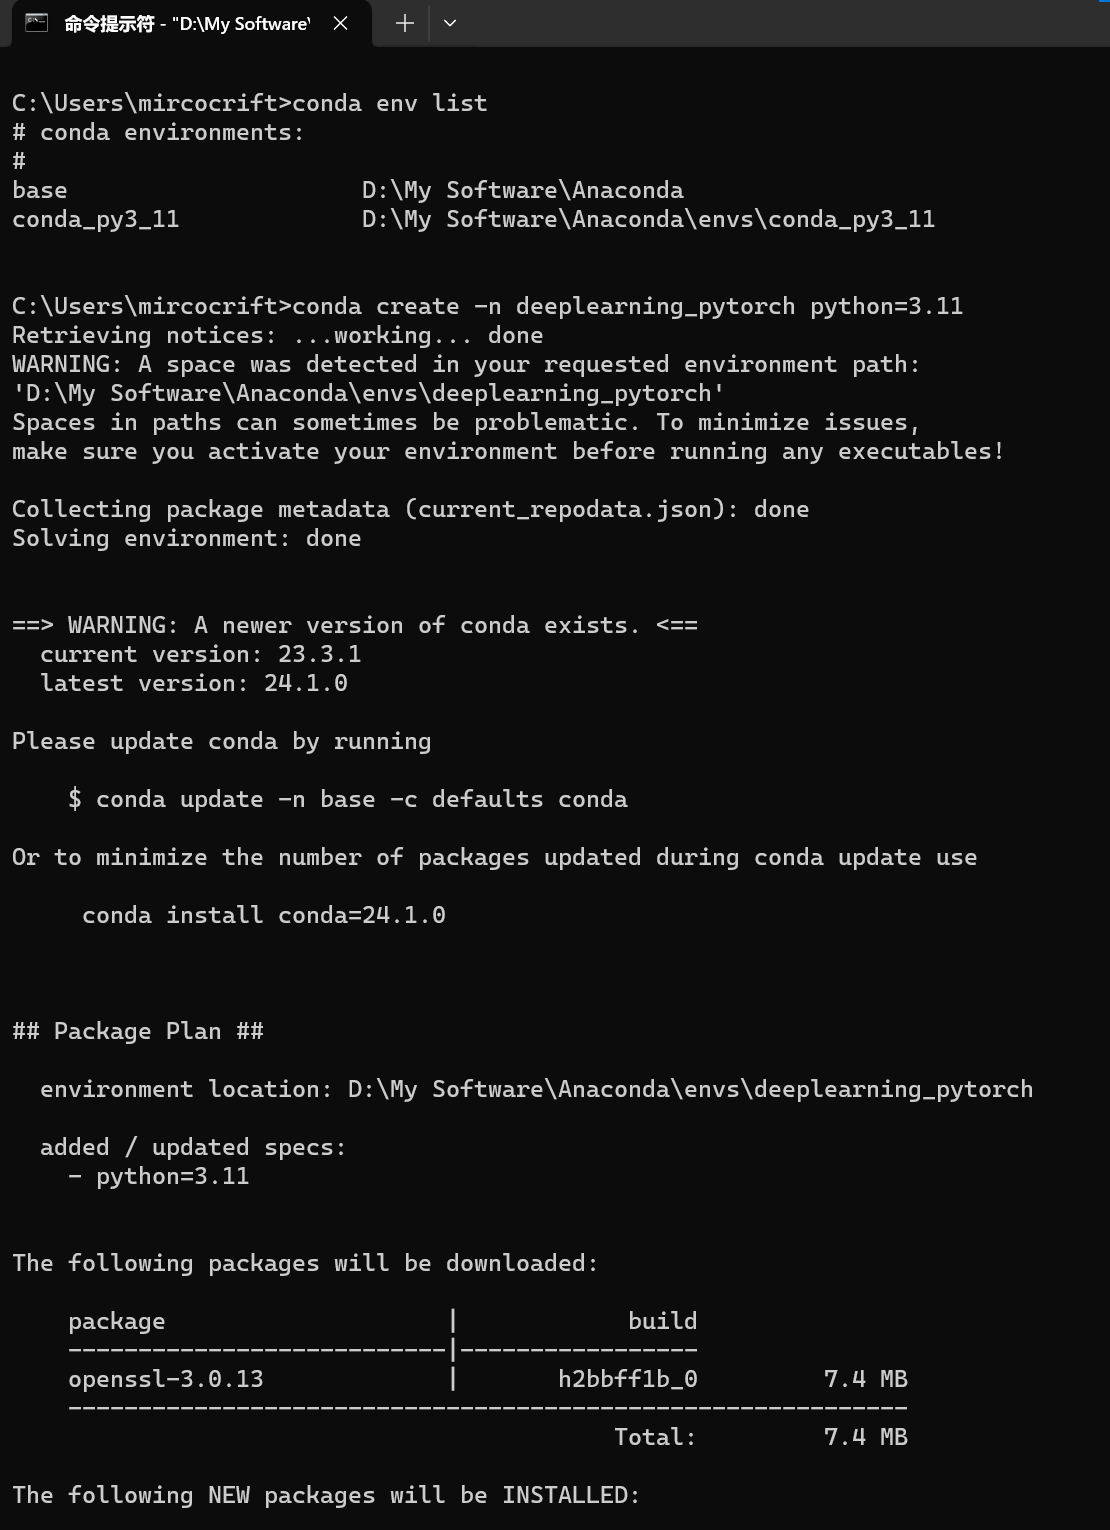 命令提示符 - "D:\My Software\
C:\Users\mircocrift>conda env list
# conda environments:
#
base                     D:\My Software\Anaconda
conda_py3_11             D:\My Software\Anaconda\envs\conda_py3_11
C:\Users\mircocrift>conda create -n deeplearning_pytorch python=3.11
Retrieving notices: ...working... done
WARNING: A space was detected in your requested environment path:
'D:\My Software\Anaconda\envs\deeplearning_pytorch'
Spaces in paths can sometimes be problematic. To minimize issues,
make sure you activate your environment before running any executables!
Collecting package metadata (current_repodata.json): done
Solving environment: done
==> WARNING: A newer version of conda exists. <==
  current version: 23.3.1
  latest version: 24.1.0
Please update conda by running
    $ conda update -n base -c defaults conda
Or to minimize the number of packages updated during conda update use
     conda install conda=24.1.0
## Package Plan ##
  environment location: D:\My Software\Anaconda\envs\deeplearning_pytorch
  added / updated specs:
    - python=3.11
The following packages will be downloaded:
    package                    |            build
    ---------------------------|-----------------
    openssl-3.0.13             |       h2bbff1b_0         7.4 MB
    ------------------------------------------------------------
                                           Total:         7.4 MB
The following NEW packages will be INSTALLED: